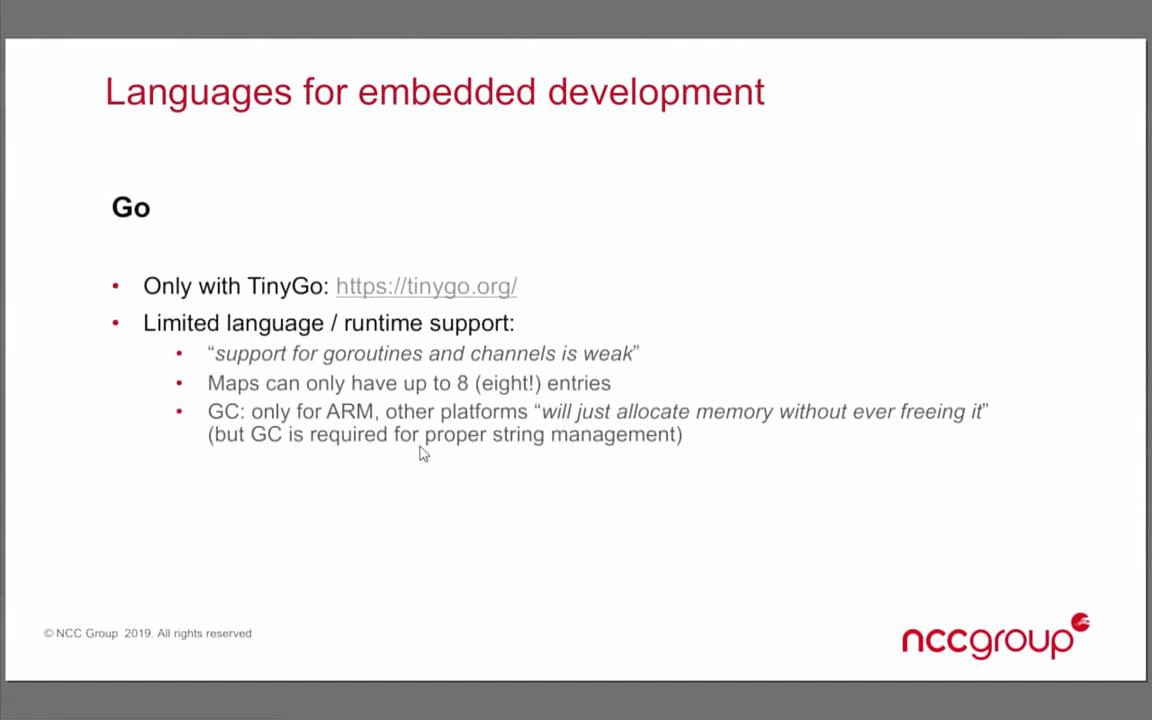 Languages for embedded development
Go
• Only with TinyGo: https://tinygo.org/
• Limited language / runtime support:
• “support for goroutines and channels is weak”
• Maps can only have up to 8 (eight!) entries
• GC: only for ARM, other platforms “will just allocate memory without ever freeing it”
(but GC is required for proper string management)
© NCC Group 2019. All rights reserved
nccgroup